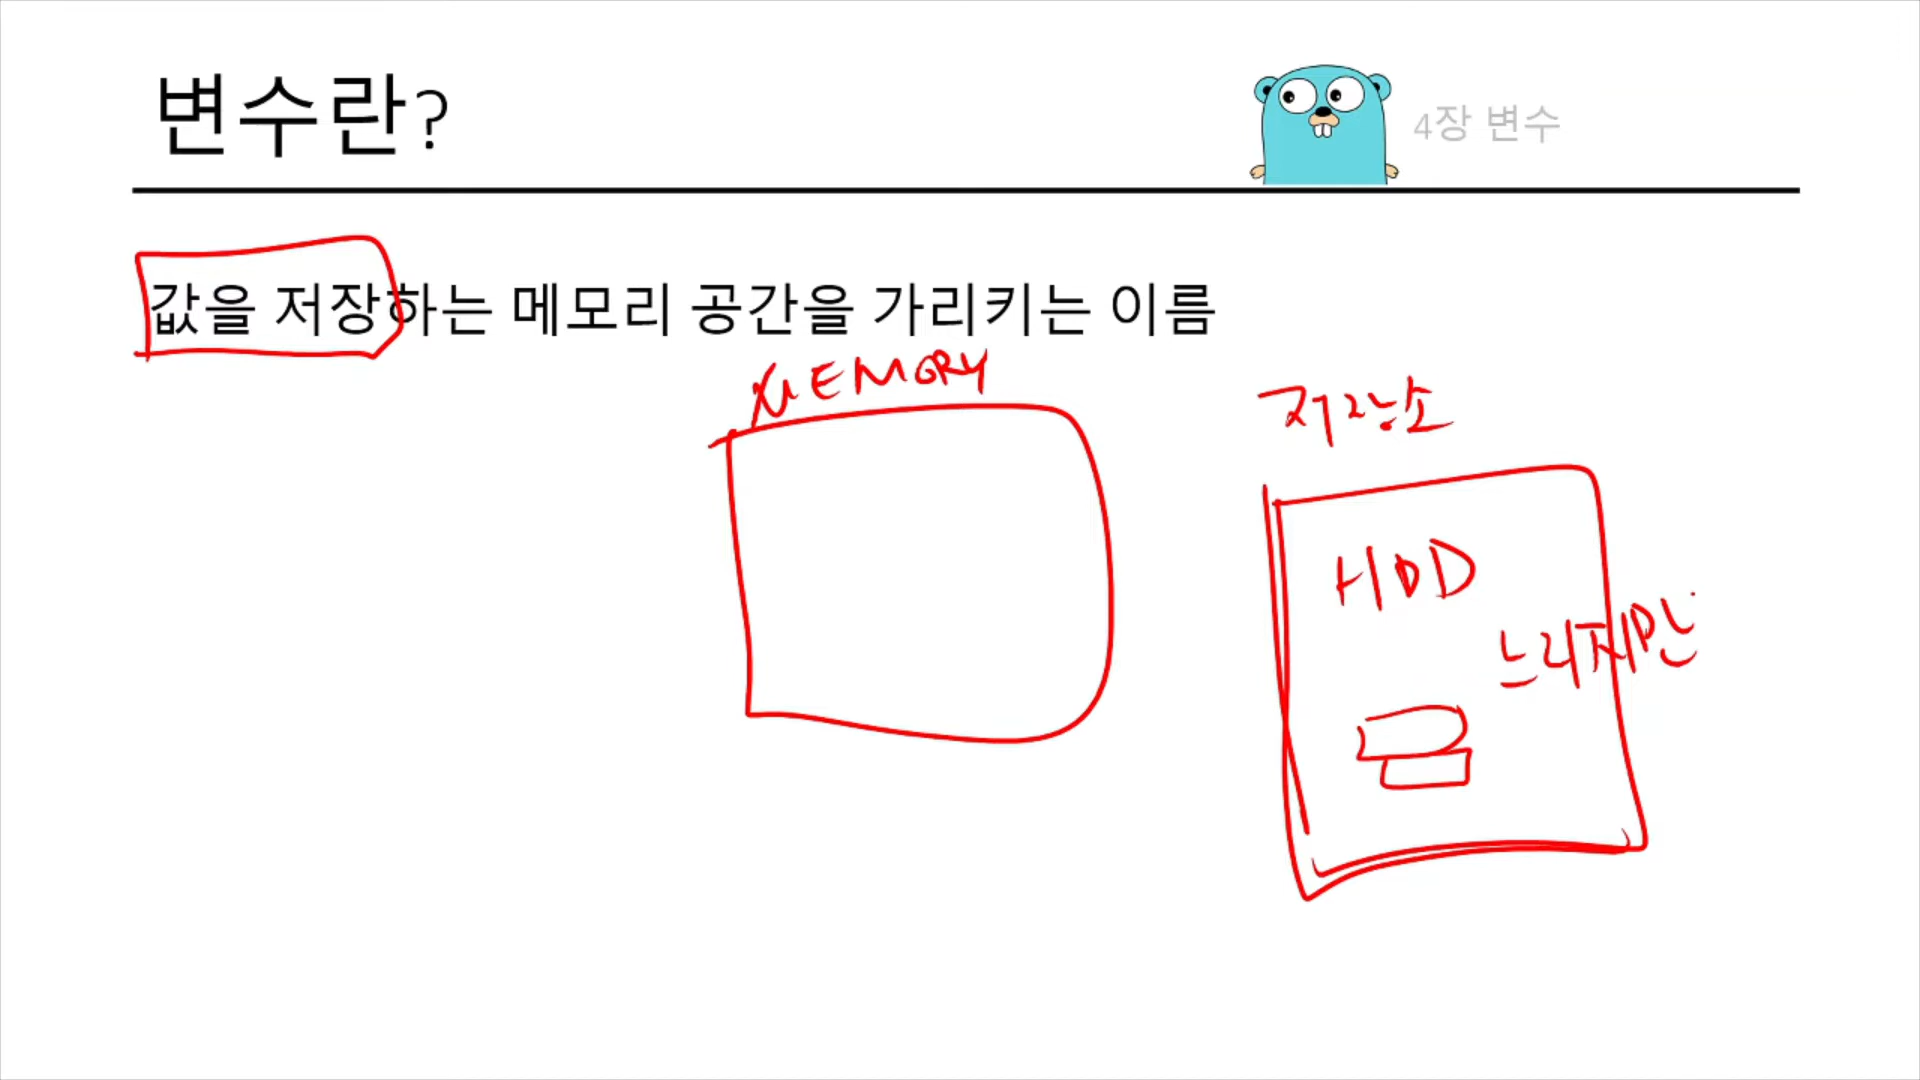 변수란?
4장 변수
값을 저장하는 메모리 공간을 가리키는 이름
MEMORY
저장소
HDD
느리지만